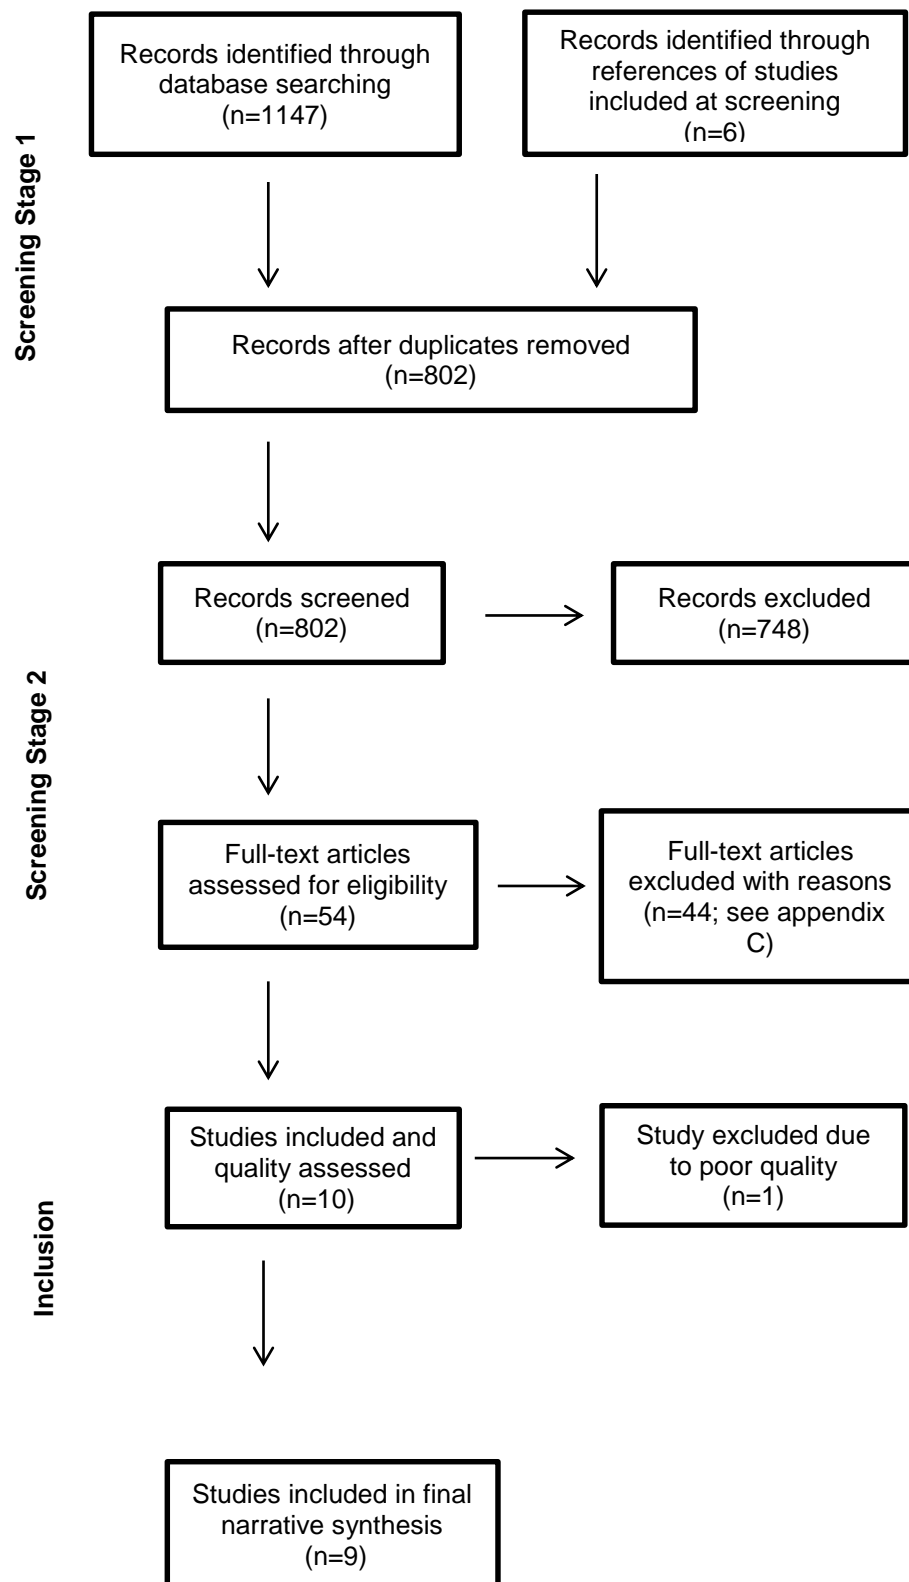 Screening Stage 1
Records identified through
database searching
(n=1147)
Records identified through
references of studies
included at screening
(n=6)
Records after duplicates removed
(n=802)
Screening Stage 2
Records screened
(n=802)
Records excluded
(n=748)
Full-text articles
assessed for eligibility
(n=54)
Full-text articles
excluded with reasons
(n=44; see appendix
C)
Inclusion
Studies included and
quality assessed
(n=10)
Study excluded due
to poor quality
(n=1)
Studies included in final
narrative synthesis
(n=9)